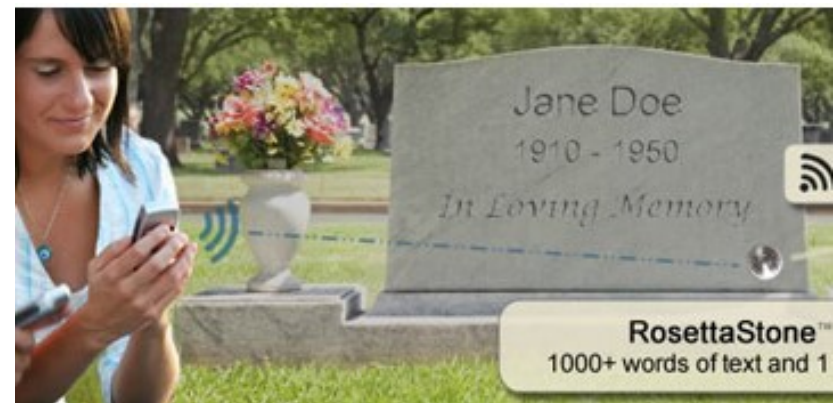 Jane Doe
1910 - 1950
In Loving Memory
RosettaStone™
1000+ words of text and 1